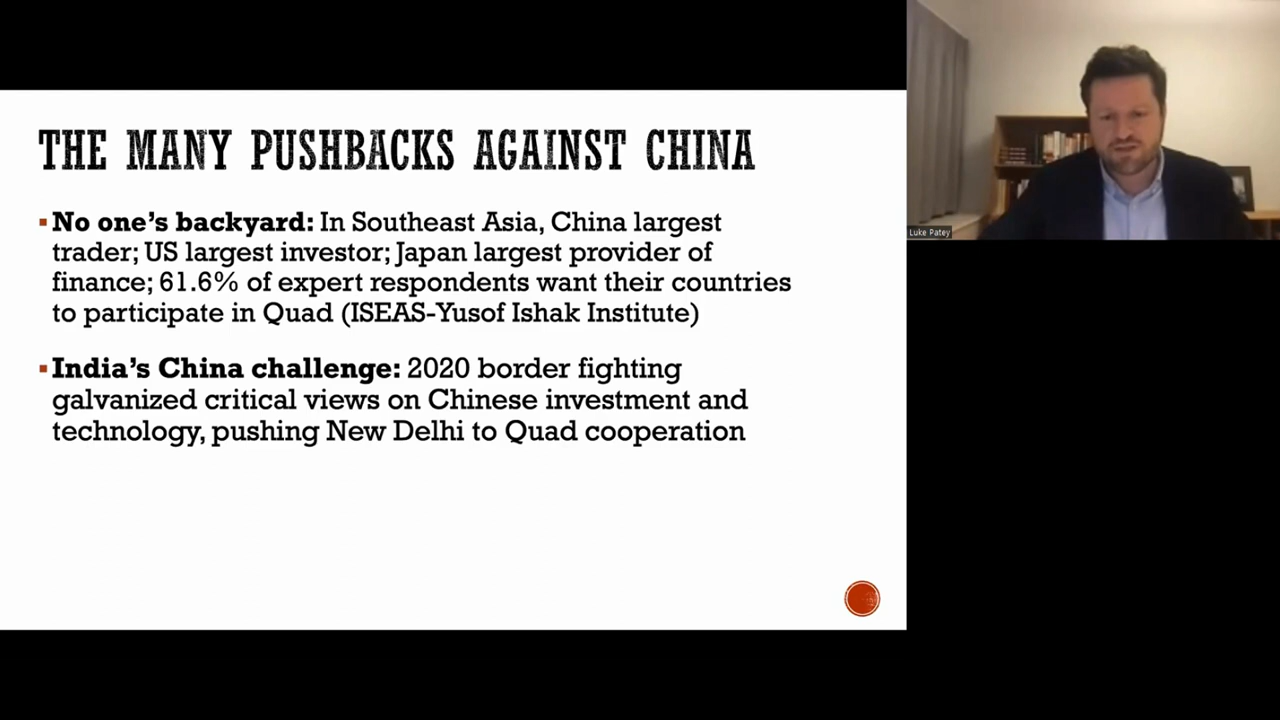 THE MANY PUSHBACKS AGAINST CHINA
▪No one's backyard: In Southeast Asia, China largest
trader; US largest investor; Japan largest provider of
finance; 61.6% of expert respondents want their countries
to participate in Quad (ISEAS-Yusof Ishak Institute)
▪India's China challenge: 2020 border fighting
galvanized critical views on Chinese investment and
technology, pushing New Delhi to Quad cooperation
Luke Patey